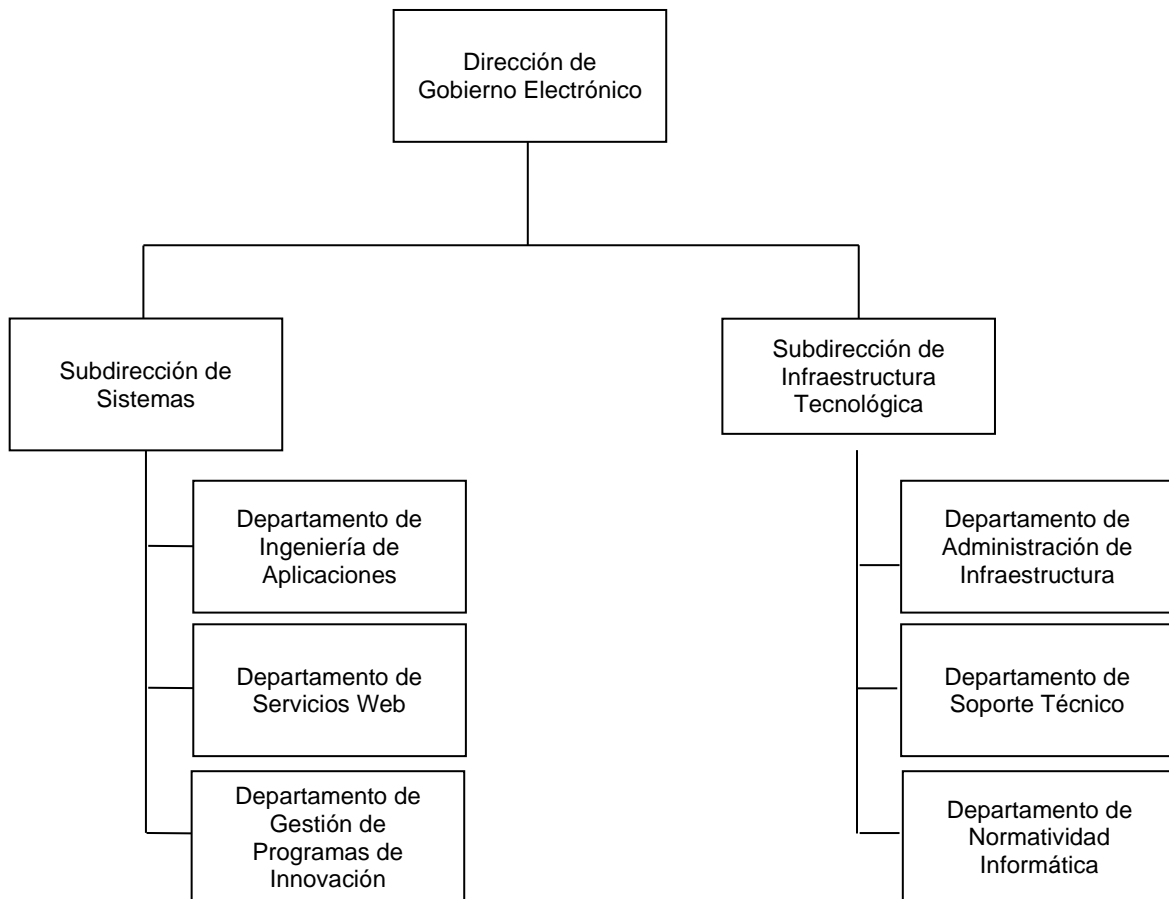 Dirección de
Gobierno Electrónico
Subdirección de
Sistemas
Subdirección de
Infraestructura
Tecnológica
Departamento de
Ingeniería de
Aplicaciones
Departamento de
Servicios Web
Departamento de
Gestión de
Programas de
Innovación
Departamento de
Administración de
Infraestructura
Departamento de
Soporte Técnico
Departamento de
Normatividad
Informática